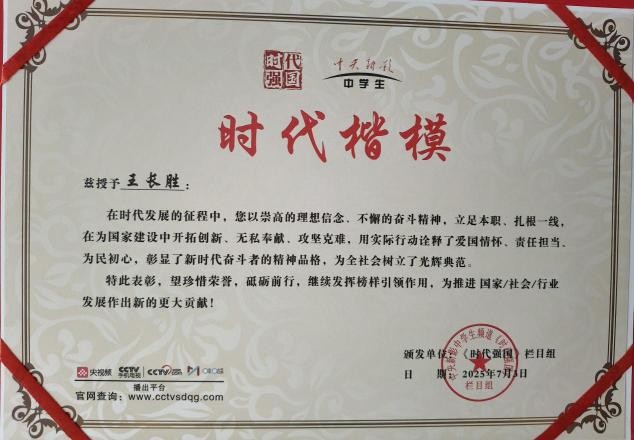 时代
强国
中学生
时代楷模
兹授予 王长胜 :
在时代发展的征程中，您以崇高的理想信念、不懈的奋斗精神，立足本职、扎根一线，
在为国家建设中开拓创新、无私奉献、攻坚克难，用实际行动诠释了爱国情怀、责任担当、
为民初心，彰显了新时代奋斗者的精神品格，为全社会树立了光辉典范。
特此表彰，望珍惜荣誉，砥砺前行，继续发挥榜样引领作用，为推进 国家/社会/行业
发展作出新的更大贡献！
颁发单位：《时代强国》栏目组
日 期：2025年7月3日
栏目组
央视频 CCTV 手机电视 CCTV
播出平台
官网查询：www.cctvsdqg.com